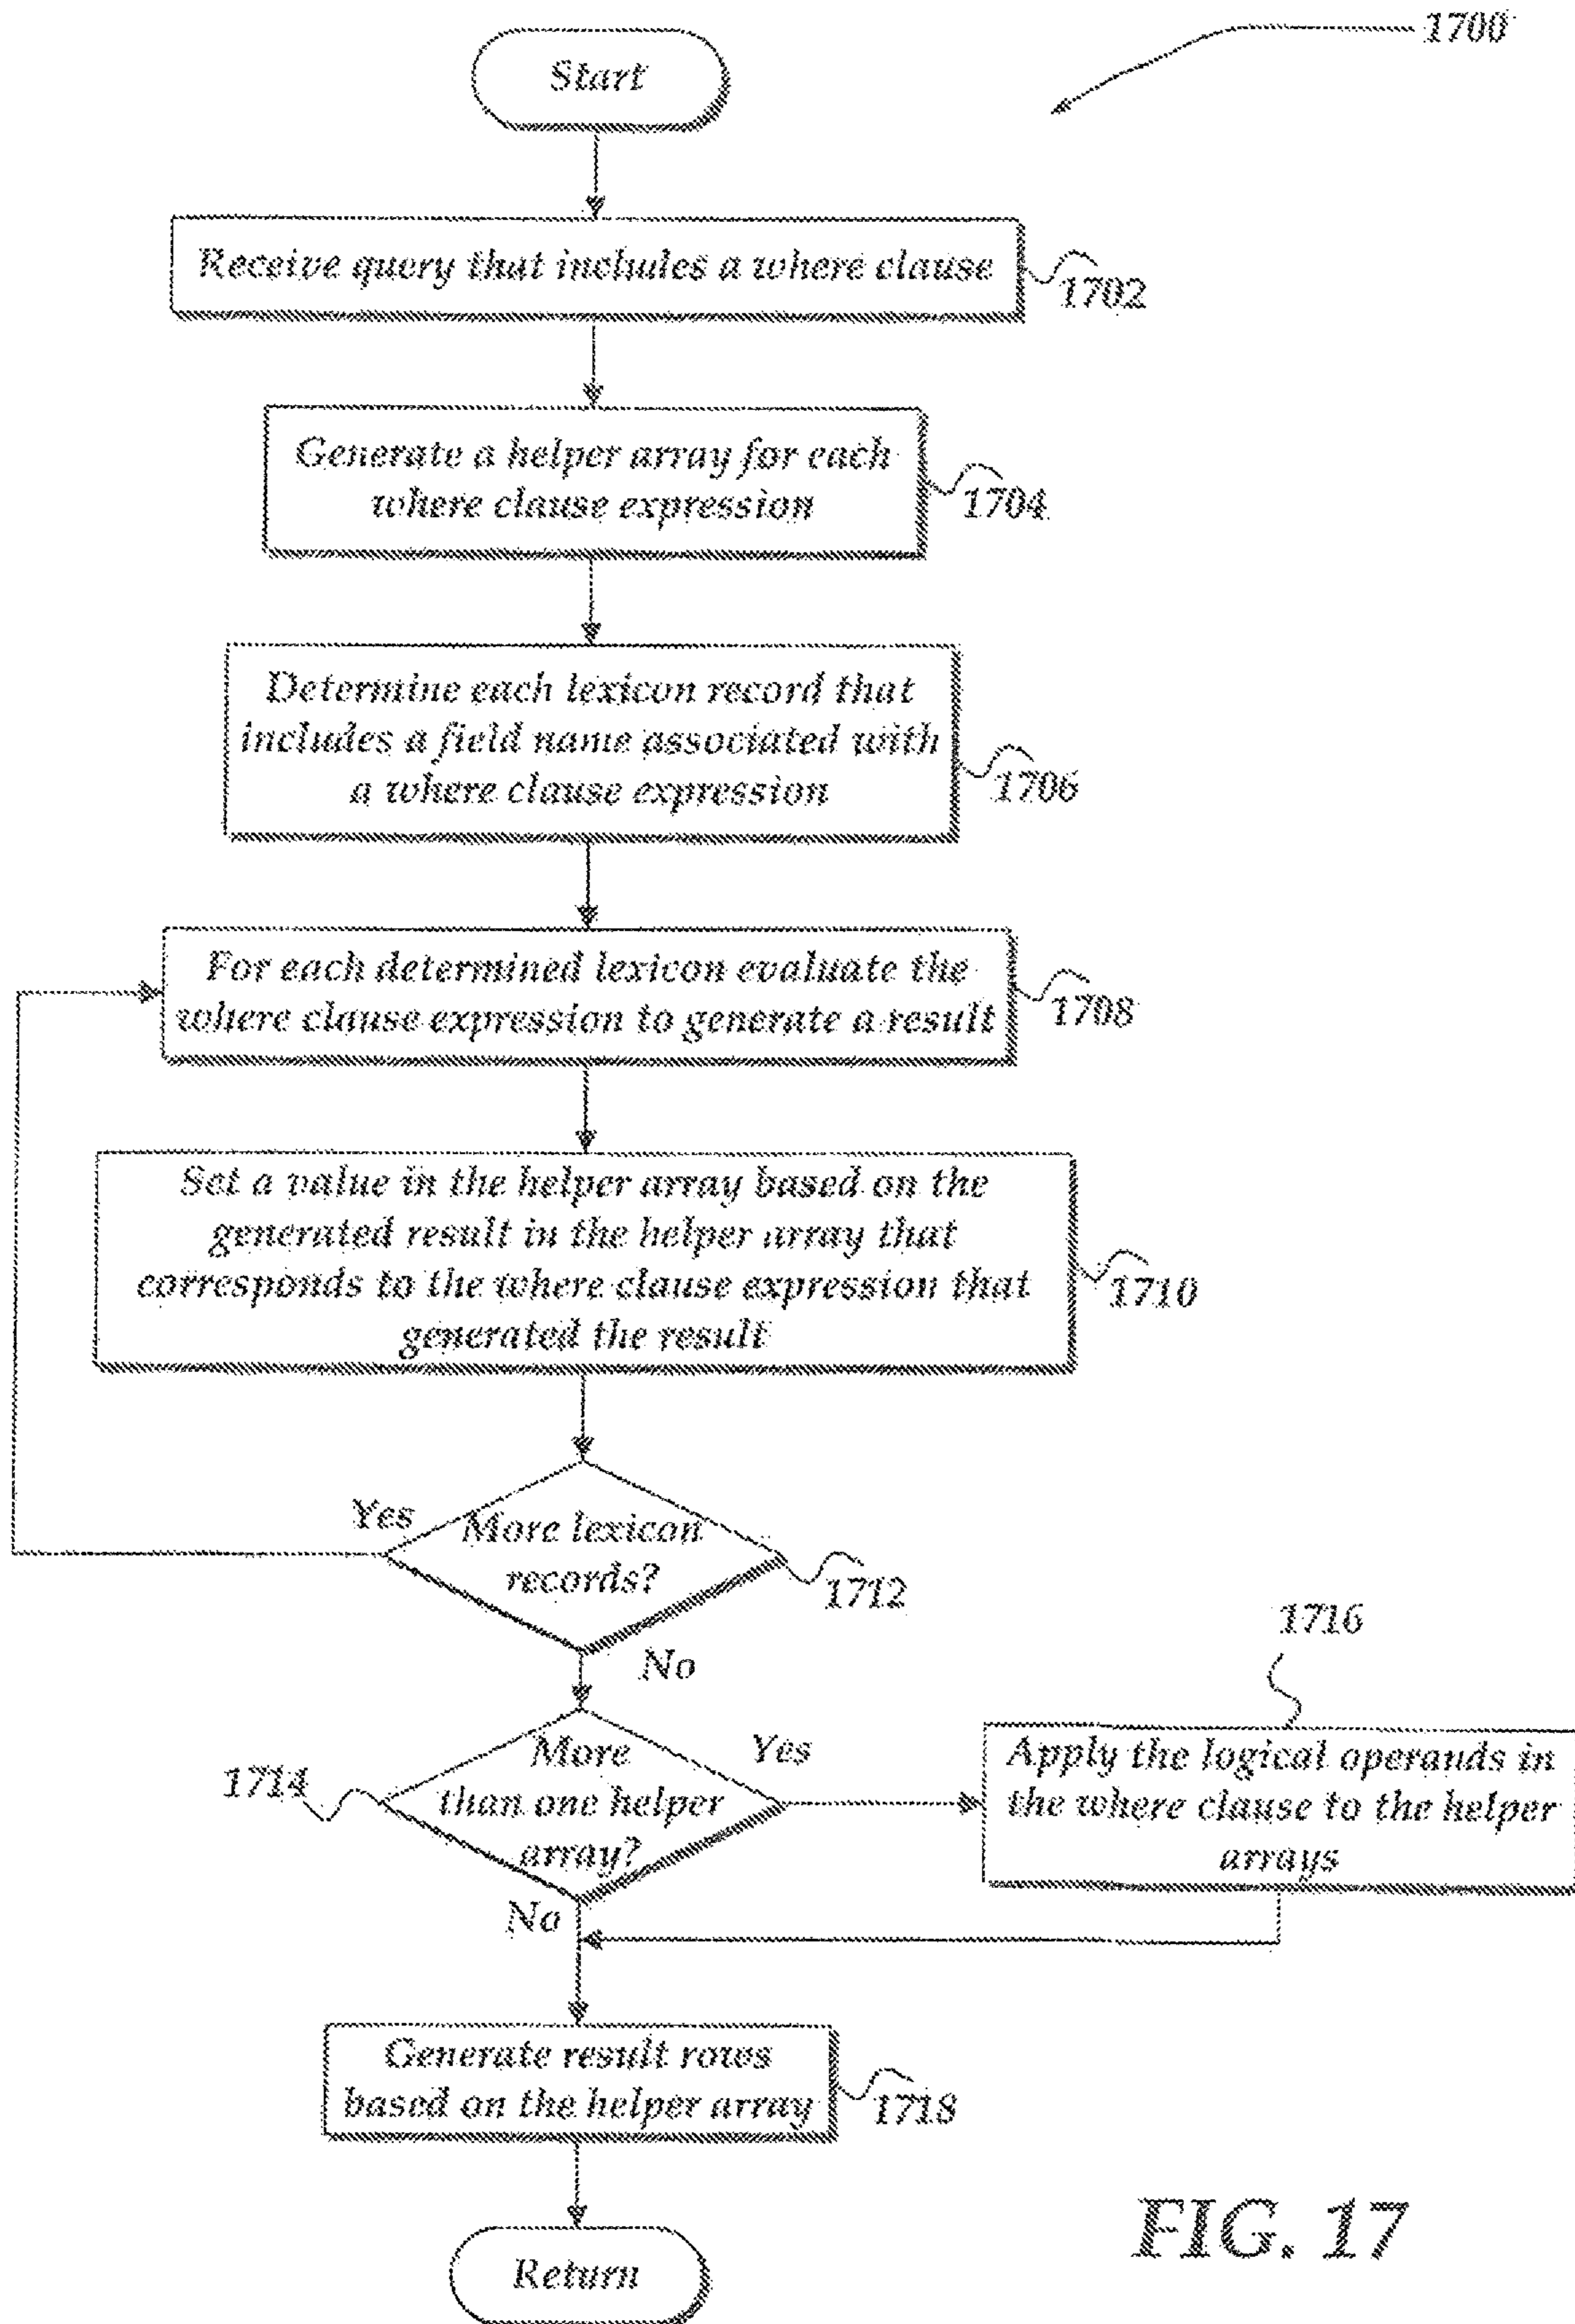 1700
Start
Receive query that includes a where clause
1702
Generate a helper array for each
where clause expression
1704
Determine each lexicon record that
includes a field name associated with
a where clause expression
1706
For each determined lexicon evaluate the
where clause expression to generate a result
1708
Set a value in the helper array based on the
generated result in the helper array that
corresponds to the where clause expression that
generated the result
1710
Yes
More lexicon
records?
1712
No
1716
1714
More
than one helper
array?
Yes
Apply the logical operands in
the where clause to the helper
arrays
No
Generate result rows
based on the helper array
1718
Return
FIG. 17